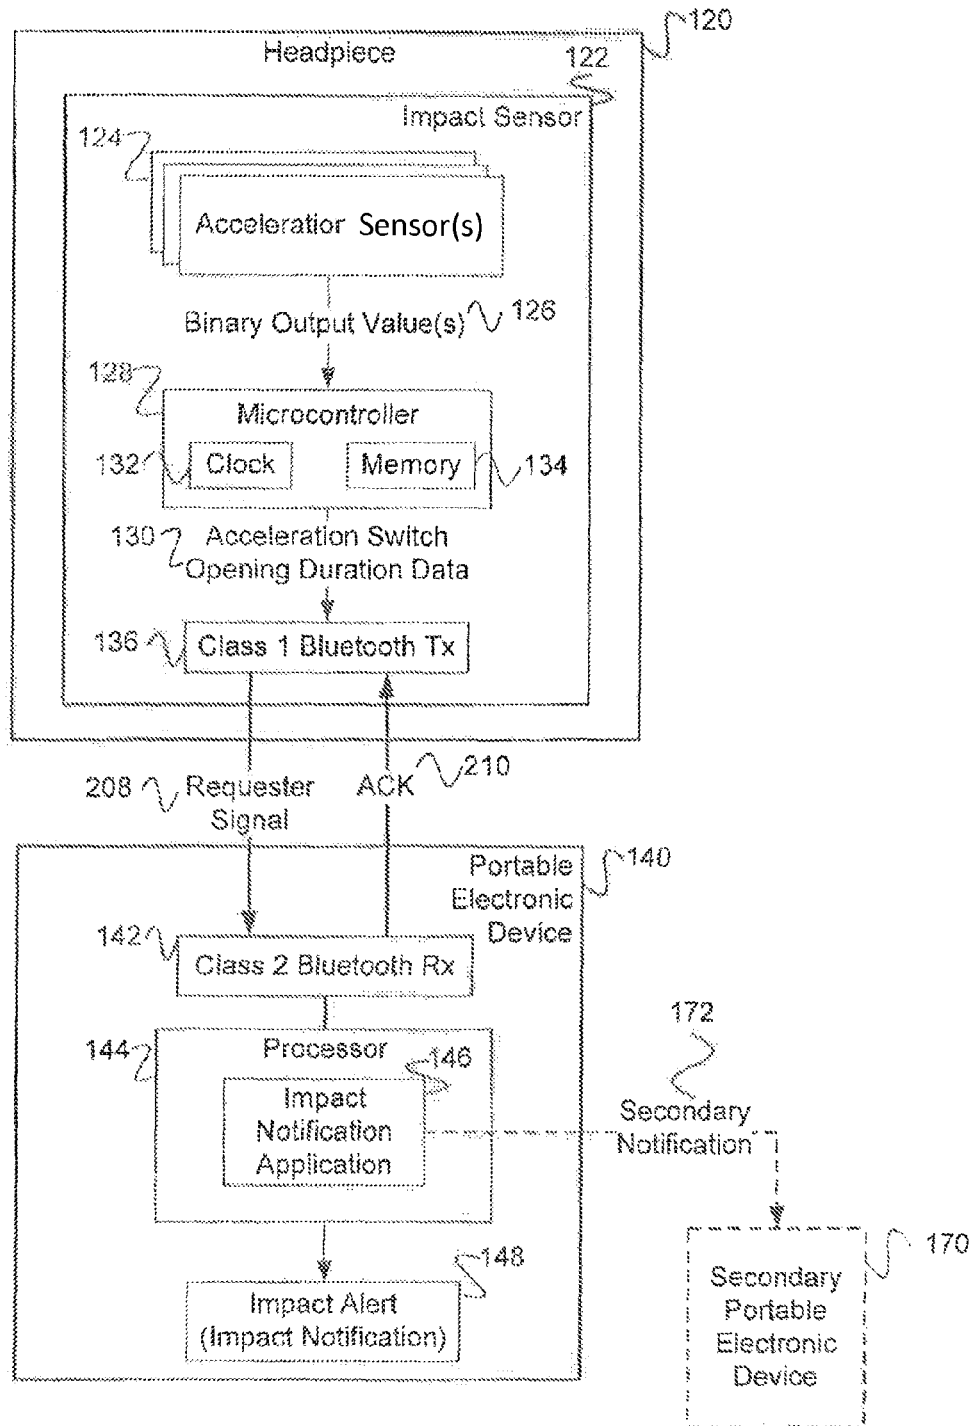 120
Headpiece
122
Impact Sensor
124
Acceleration Sensor(s)
Binary Output Value(s) 126
128
Microcontroller
132 Clock Memory 134
130 Acceleration Switch
Opening Duration Data
136 Class 1 Bluetooth Tx
208 Requester
Signal
ACK 210
Portable
Electronic
Device
140
142
Class 2 Bluetooth Rx
144
Processor
146
Impact
Notification
Application
172
Secondary
Notification
148
Impact Alert
(Impact Notification)
170
Secondary
Portable
Electronic
Device